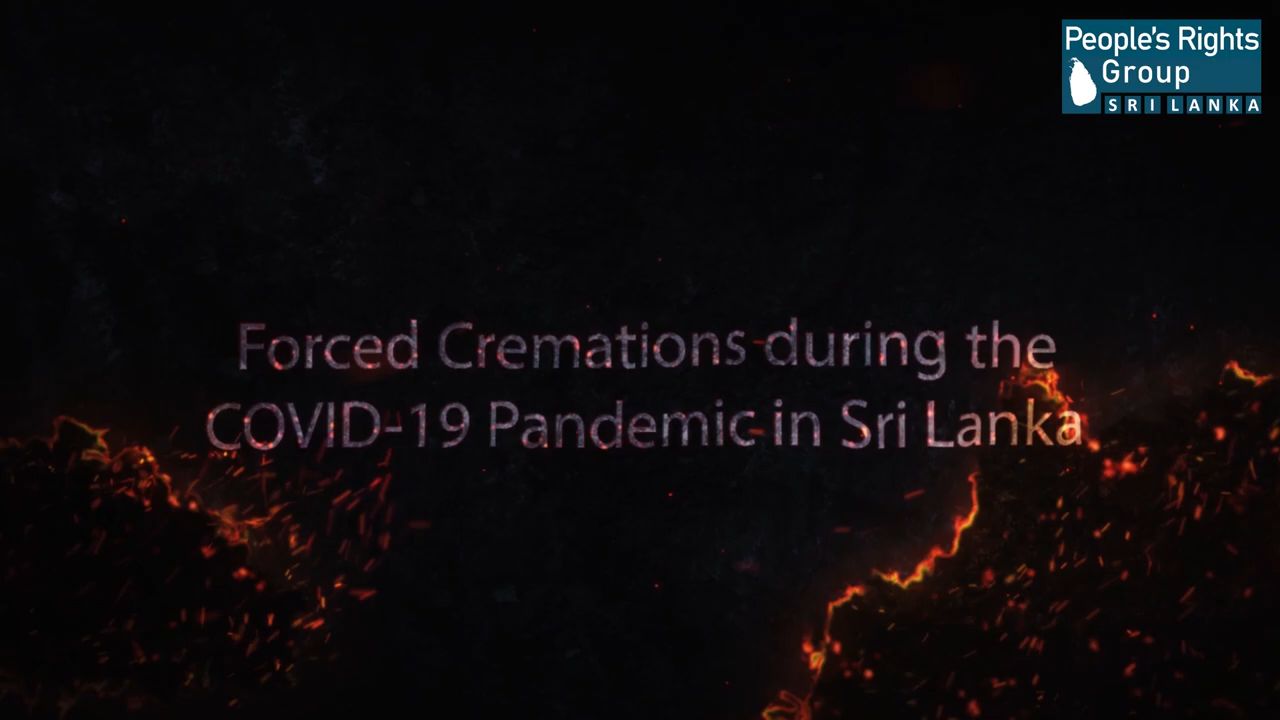 People's Rights
Group
SRI LANKA
Forced Cremations during the
COVID-19 Pandemic in Sri Lanka